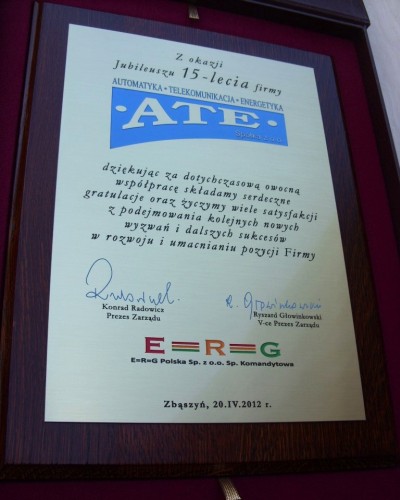 Z okazji
Jubileuszu 15-lecia firmy
AUTOMATYKA • TELEKOMUNIKACJA • ENERGETYKA
• ATE •
dziękując za dotychczasową owocną
współpracę składamy serdeczne
gratulacje oraz życzymy wiele satysfakcji
z podejmowania kolejnych nowych
wyzwań i dalszych sukcesów
w rozwoju i umacnianiu pozycji Firmy
Konrad Radowicz
Prezes Zarządu
Ryszard Głowinkowski
V-ce Prezes Zarządu
E=R=G
E=R=G Polska Sp. z o.o. Sp. Komandytowa
Zbąszyń, 20.IV.2012 r.